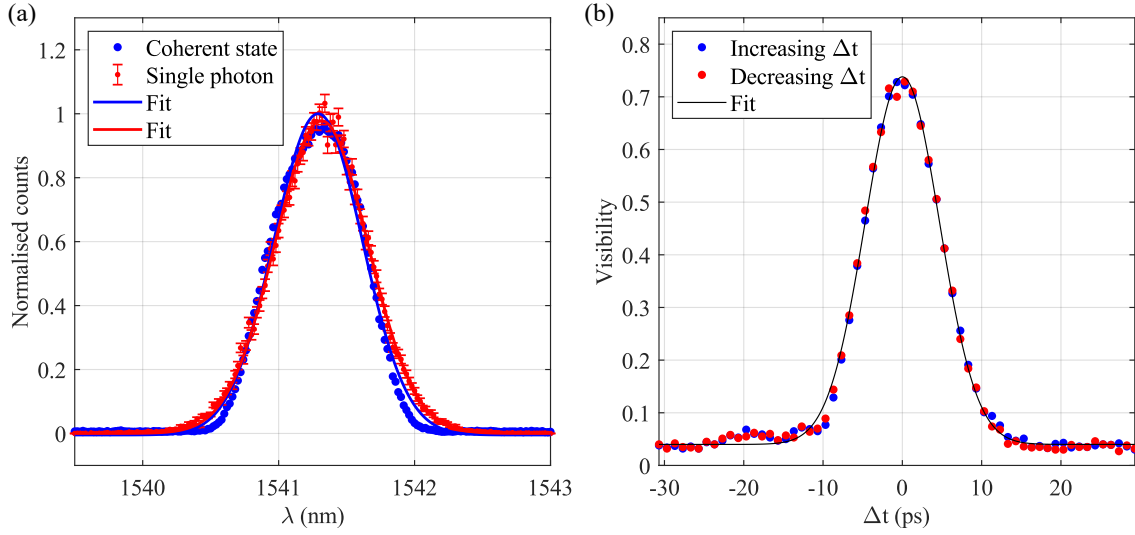 (a)
Coherent state
Single photon
Fit
Fit
Normalised counts
1.2
1
0.8
0.6
0.4
0.2
0
1540
1541
1542
1543
λ (nm)
(b)
Increasing Δt
Decreasing Δt
Fit
Visibility
0.8
0.7
0.6
0.5
0.4
0.3
0.2
0.1
0
-30
-20
-10
0
10
20
Δt (ps)